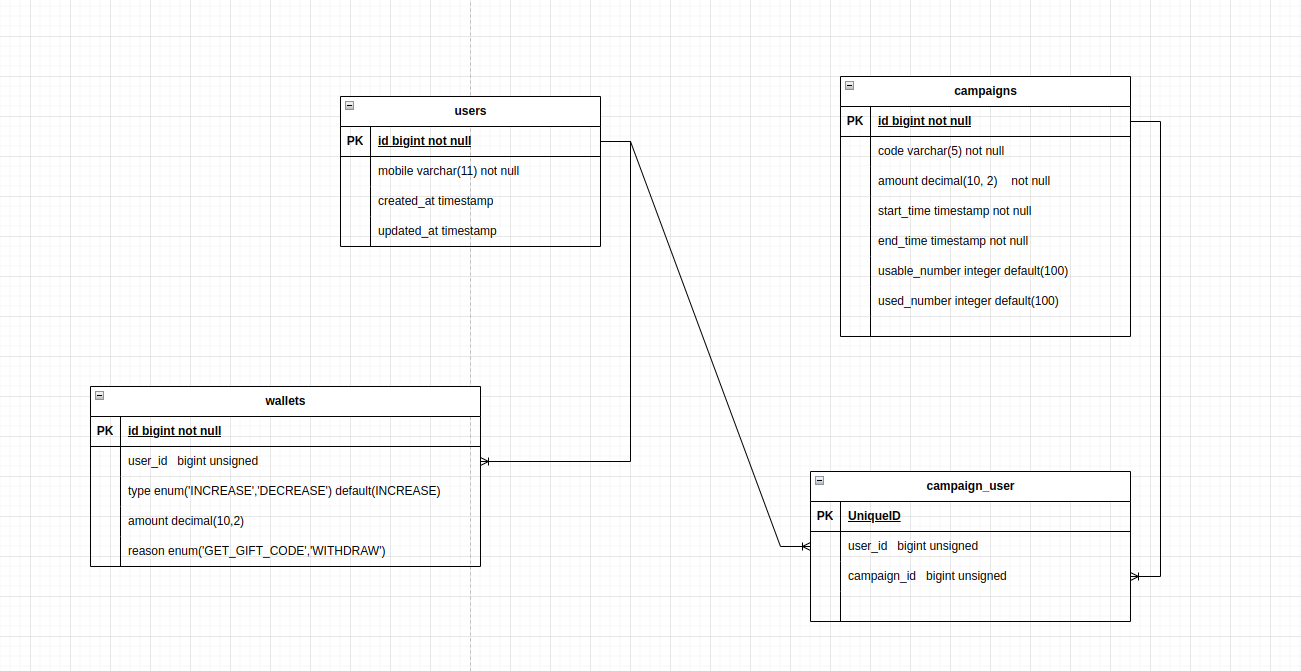 users
PK id bigint not null
mobile varchar(11) not null
created_at timestamp
updated_at timestamp
campaigns
PK id bigint not null
code varchar(5) not null
amount decimal(10, 2) not null
start_time timestamp not null
end_time timestamp not null
usable_number integer default(100)
used_number integer default(100)
wallets
PK id bigint not null
user_id bigint unsigned
type enum('INCREASE','DECREASE') default(INCREASE)
amount decimal(10,2)
reason enum('GET_GIFT_CODE','WITHDRAW')
campaign_user
PK UniqueID
user_id bigint unsigned
campaign_id bigint unsigned